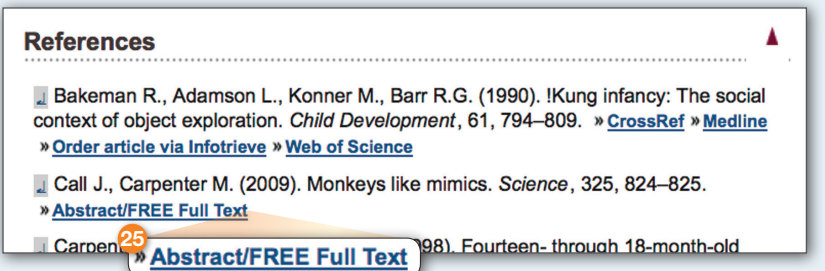 References
Bakeman R., Adamson L., Konner M., Barr R.G. (1990). !Kung infancy: The social
context of object exploration. Child Development, 61, 794–809. » CrossRef » Medline
» Order article via Infotrieve » Web of Science
Call J., Carpenter M. (2009). Monkeys like mimics. Science, 325, 824–825.
» Abstract/FREE Full Text
98). Fourteen- through 18-month-old
25
» Abstract/FREE Full Text